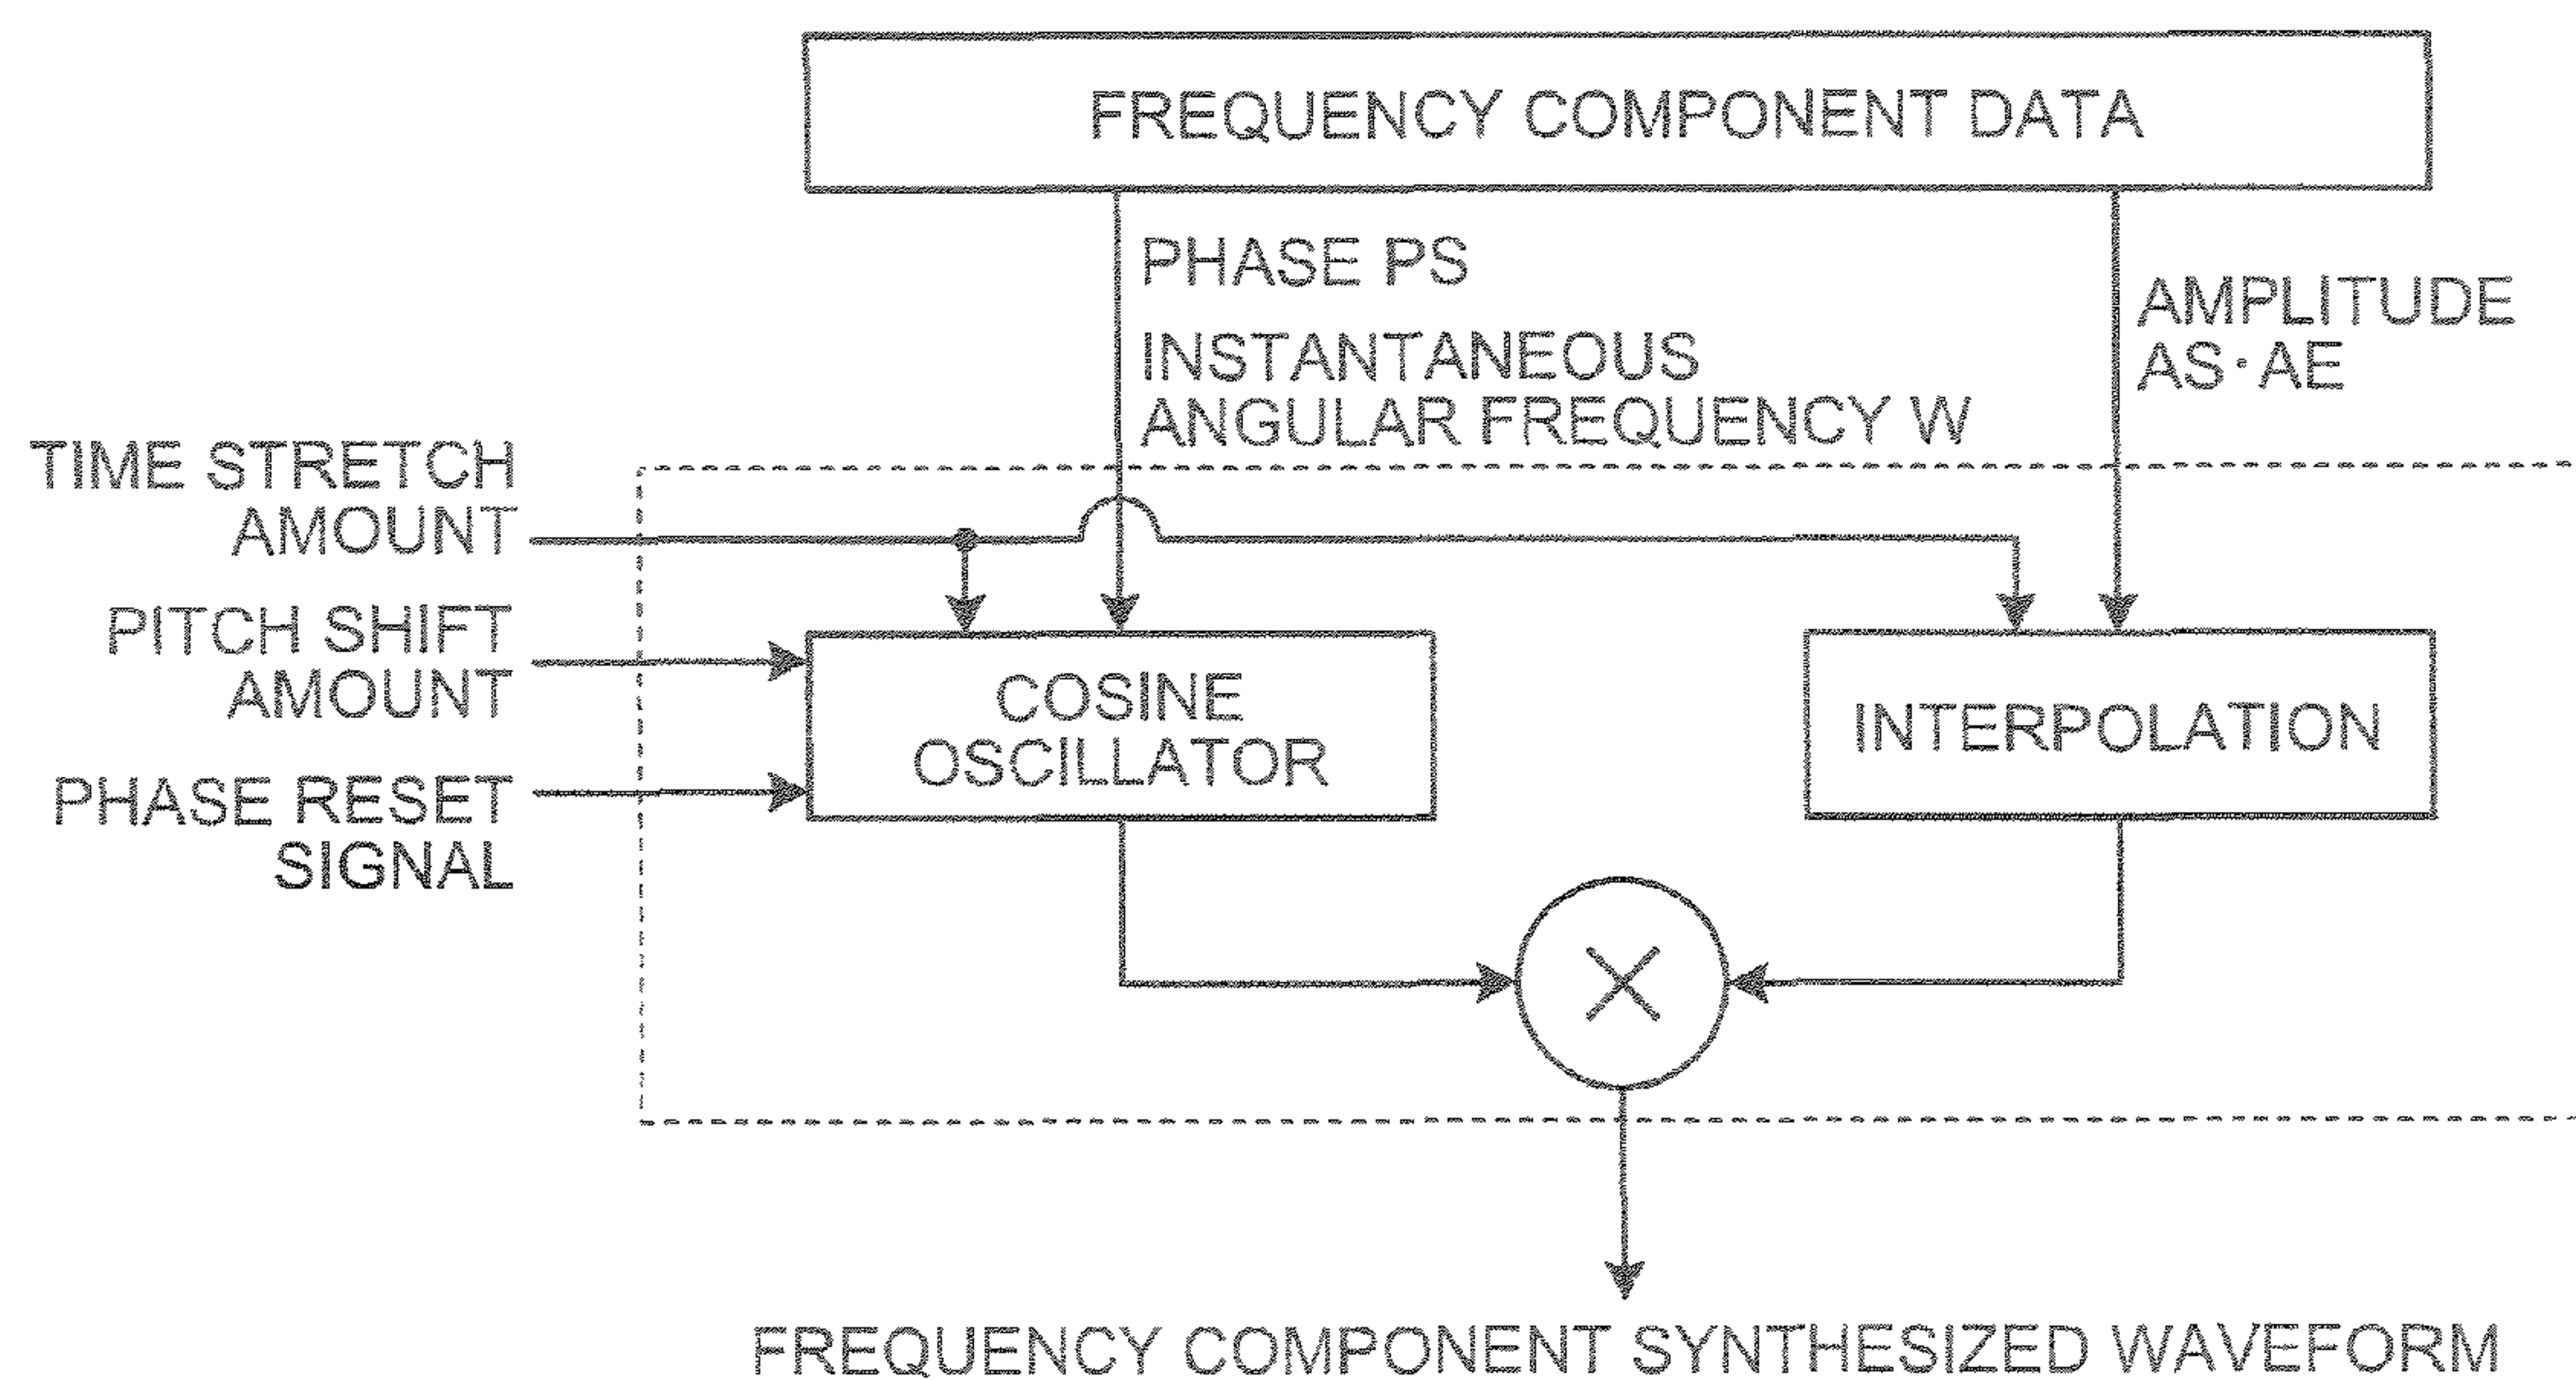 FREQUENCY COMPONENT DATA
PHASE PS
INSTANTANEOUS
ANGULAR FREQUENCY W
AMPLITUDE
AS·AE
TIME STRETCH
AMOUNT
PITCH SHIFT
AMOUNT
PHASE RESET
SIGNAL
COSINE
OSCILLATOR
INTERPOLATION
FREQUENCY COMPONENT SYNTHESIZED WAVEFORM